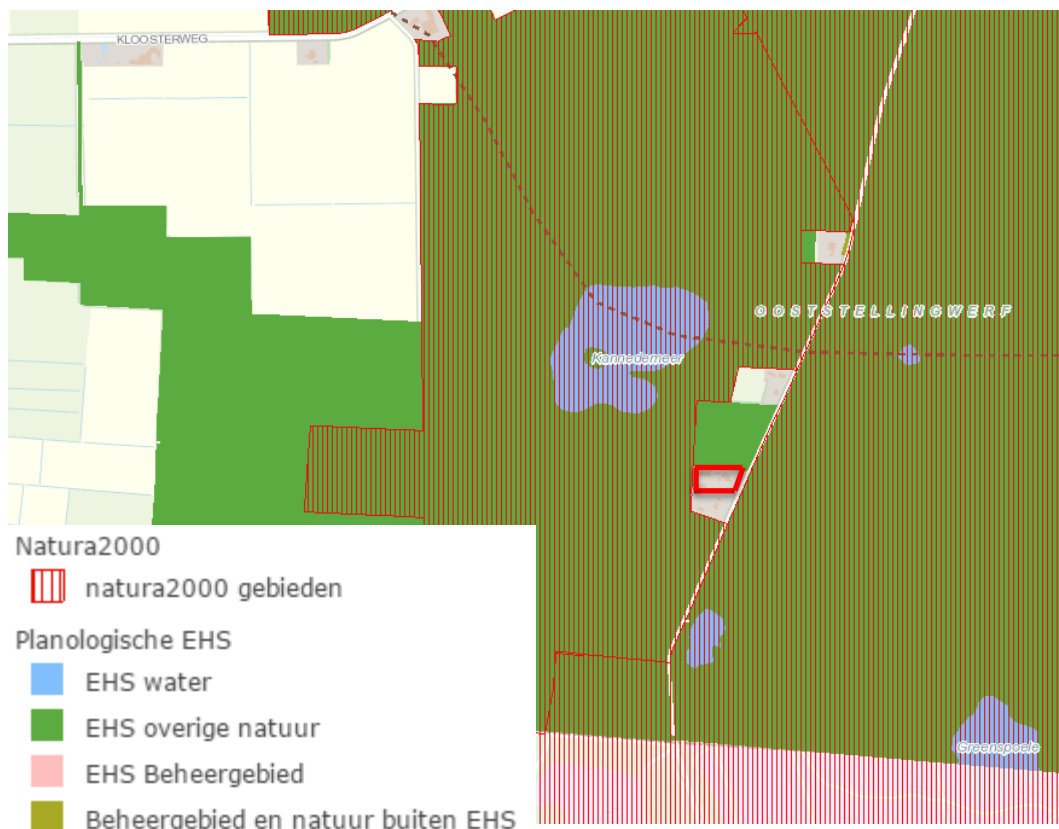 KLOOSTERWEG
OOSTSTELLINGWERF
Kannedemeer
Greenspoele
Natura2000
natura2000 gebieden
Planologische EHS
EHS water
EHS overige natuur
EHS Beheergebied
Beheergebied en natuur buiten EHS